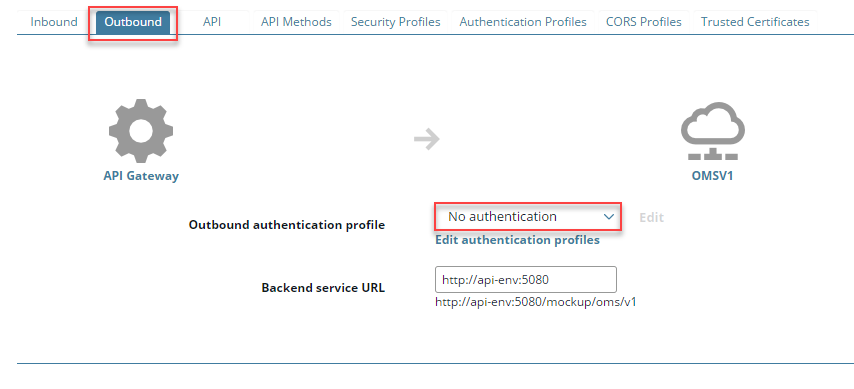 Inbound Outbound API API Methods Security Profiles Authentication Profiles CORS Profiles Trusted Certificates
API Gateway OMSV1
Outbound authentication profile No authentication Edit
Edit authentication profiles
Backend service URL http://api-env:5080
http://api-env:5080/mockup/oms/v1